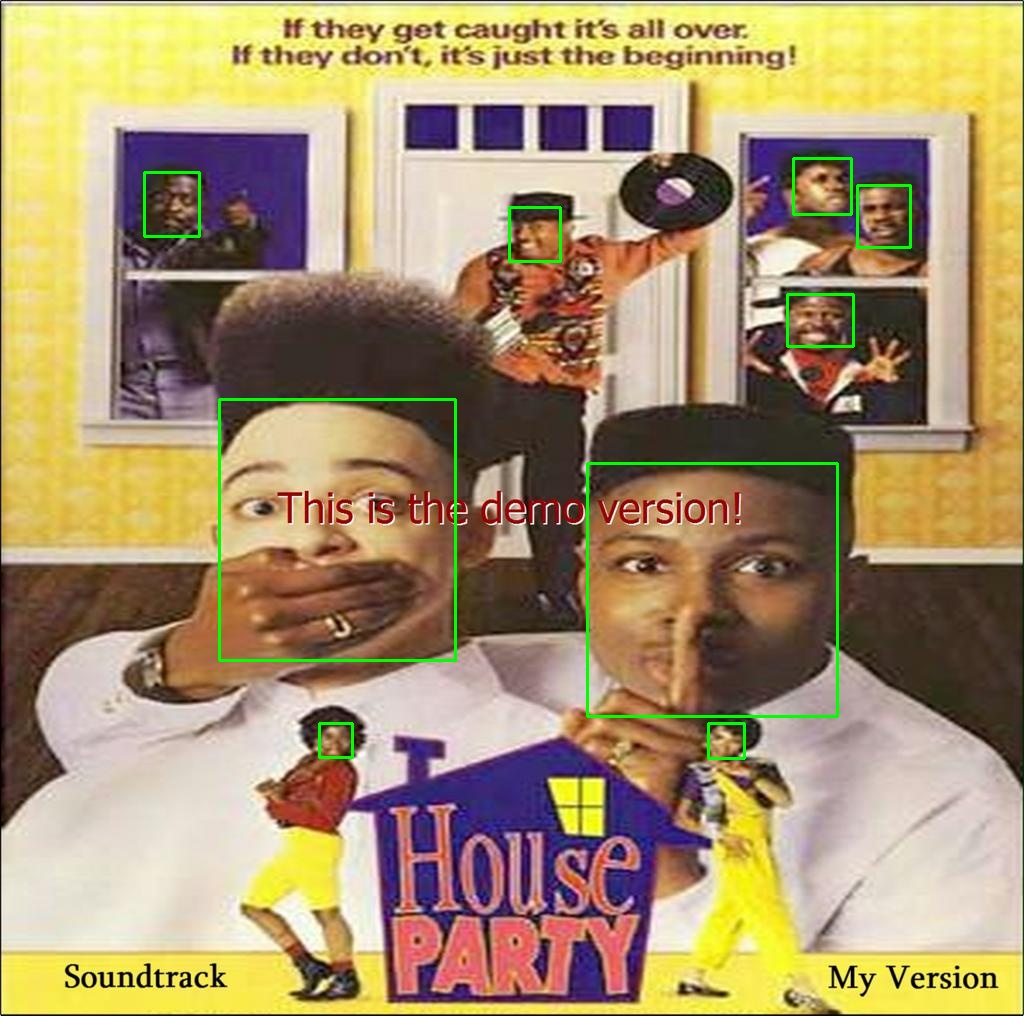 If they get caught it's all over.
If they don't, it's just the beginning!
This is the demo version!
House
PARTY
Soundtrack
My Version